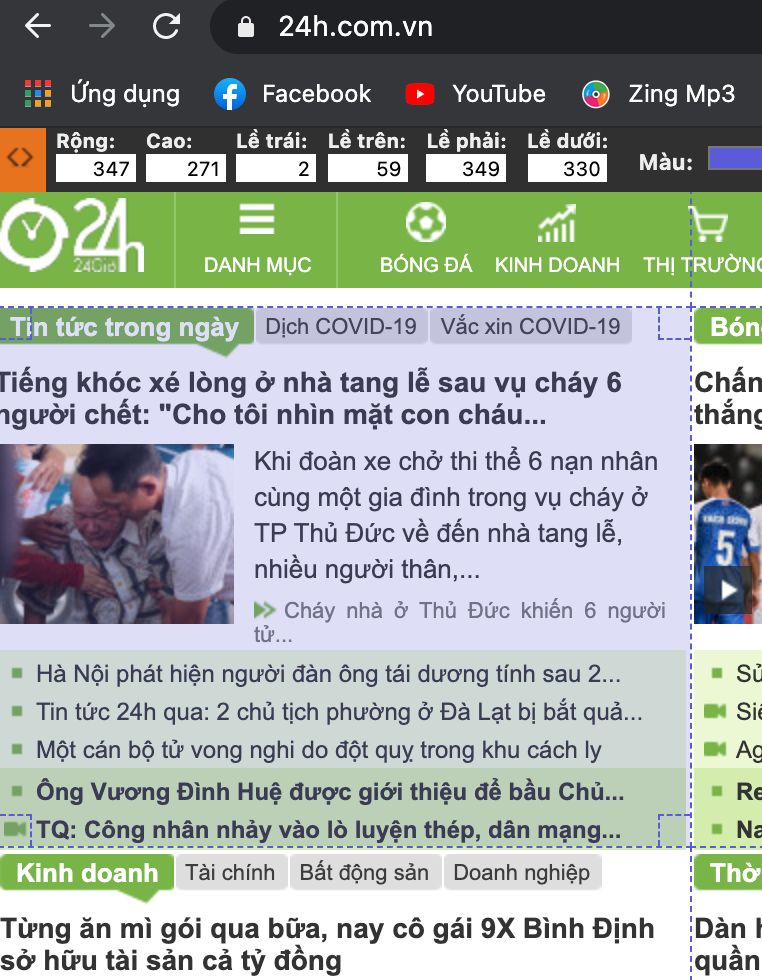 24h.com.vn
Ứng dụng Facebook YouTube Zing Mp3
Rộng: Cao: Lề trái: Lề trên: Lề phải: Lề dưới:
347 271 2 59 349 330 Màu:
24h
24Giờ
DANH MỤC BÓNG ĐÁ KINH DOANH THỊ TRƯỜNG
Tin tức trong ngày Dịch COVID-19 Vắc xin COVID-19
Tiếng khóc xé lòng ở nhà tang lễ sau vụ cháy 6
người chết: "Cho tôi nhìn mặt con cháu...
Khi đoàn xe chở thi thể 6 nạn nhân
cùng một gia đình trong vụ cháy ở
TP Thủ Đức về đến nhà tang lễ,
nhiều người thân,...
Cháy nhà ở Thủ Đức khiến 6 người
tử...
Hà Nội phát hiện người đàn ông tái dương tính sau 2...
Tin tức 24h qua: 2 chủ tịch phường ở Đà Lạt bị bắt quả...
Một cán bộ tử vong nghi do đột quỵ trong khu cách ly
Ông Vương Đình Huệ được giới thiệu để bầu Chủ...
TQ: Công nhân nhảy vào lò luyện thép, dân mạng...
Bón
Chấm
thắng
5
Sử
Siê
Ag
Re
Na
Kinh doanh Tài chính Bất động sản Doanh nghiệp
Từng ăn mì gói qua bữa, nay cô gái 9X Bình Định
sở hữu tài sản cả tỷ đồng
Thờ
Dàn h
quần